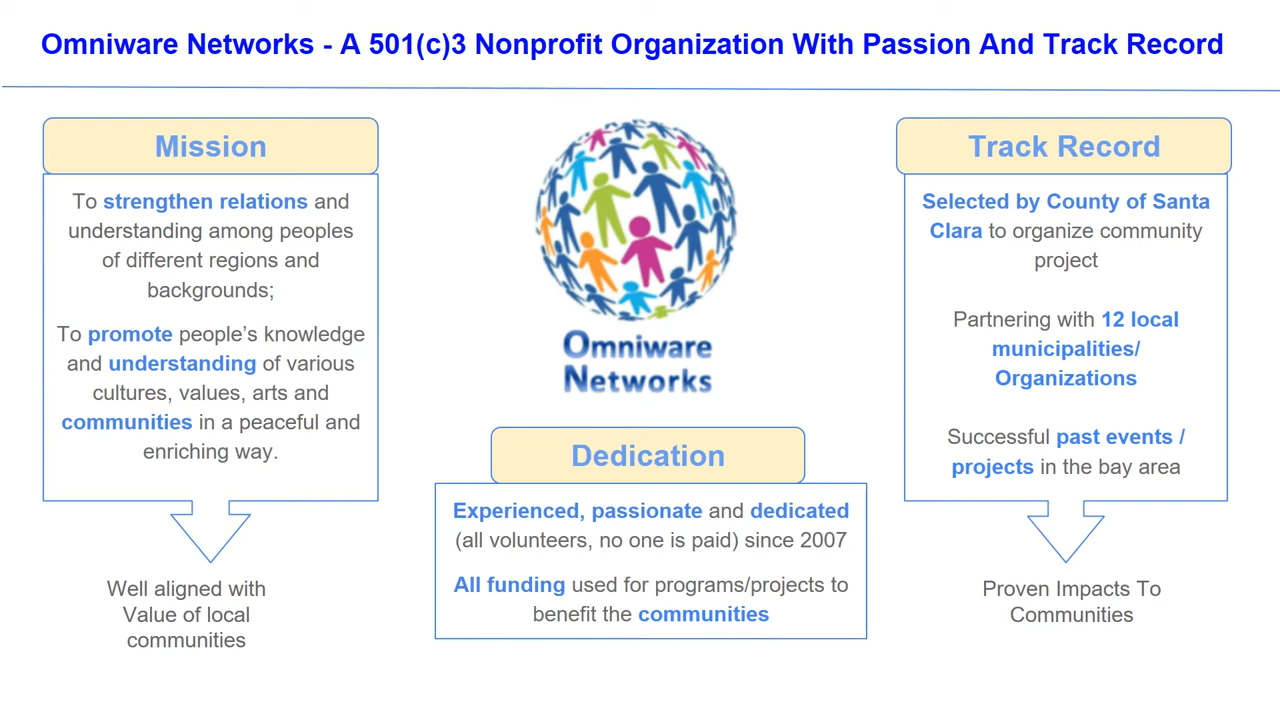 Omniware Networks - A 501(c)3 Nonprofit Organization With Passion And Track Record
Mission
To strengthen relations and
understanding among peoples
of different regions and
backgrounds;
To promote people’s knowledge
and understanding of various
cultures, values, arts and
communities in a peaceful and
enriching way.
Well aligned with
Value of local
communities
Omniware
Networks
Dedication
Experienced, passionate and dedicated
(all volunteers, no one is paid) since 2007
All funding used for programs/projects to
benefit the communities
Track Record
Selected by County of Santa
Clara to organize community
project
Partnering with 12 local
municipalities/
Organizations
Successful past events /
projects in the bay area
Proven Impacts To
Communities